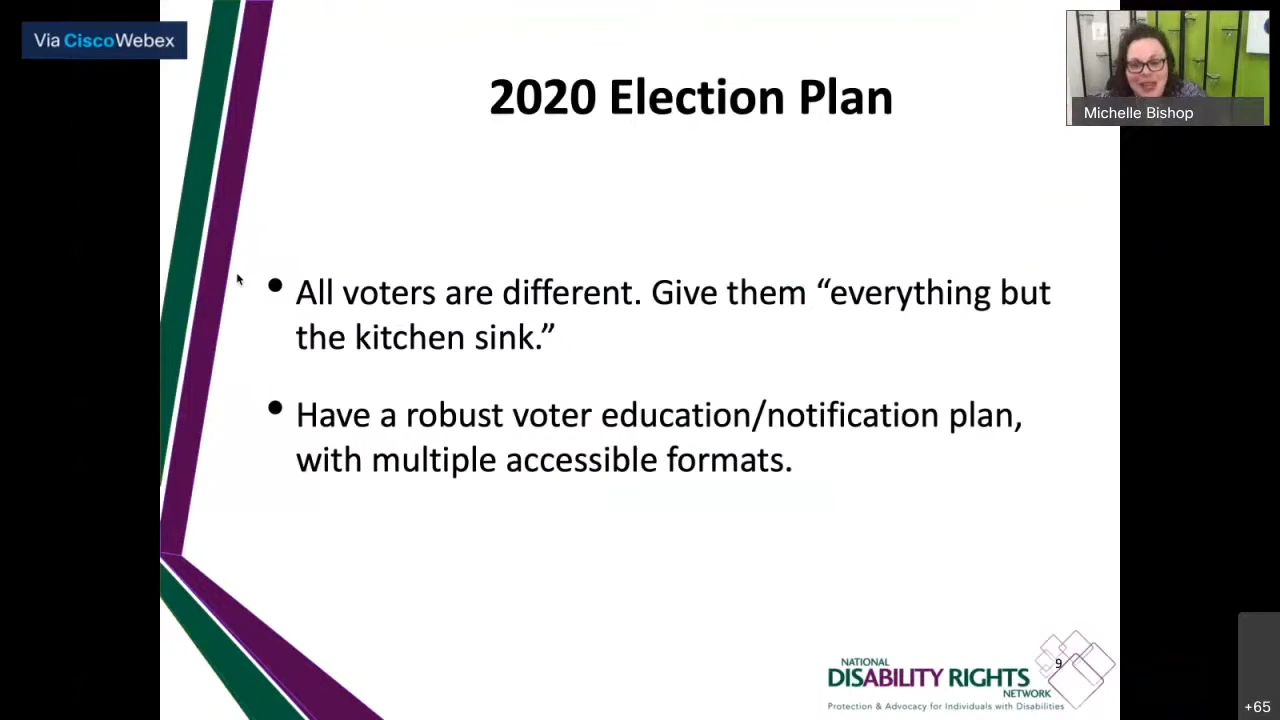 Via CiscoWebex
Michelle Bishop
2020 Election Plan
• All voters are different. Give them “everything but
the kitchen sink.”
• Have a robust voter education/notification plan,
with multiple accessible formats.
9
NATIONAL
DISABILITY RIGHTS
NETWORK
Protection & Advocacy for Individuals with Disabilities
+65